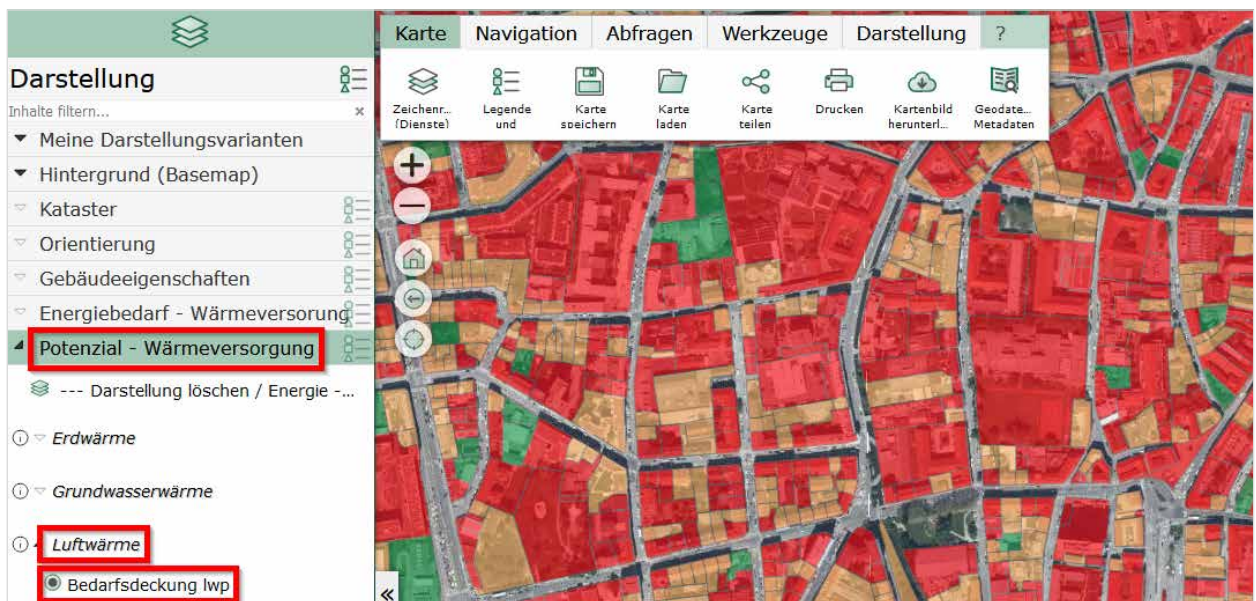 Darstellung
Inhalte filtern... ×
Meine Darstellungsvarianten
Hintergrund (Basemap)
Kataster
Orientierung
Gebäudeeigenschaften
Energiebedarf - Wärmeversorung
Potenzial - Wärmeversorgung
--- Darstellung löschen / Energie -...
Erdwärme
Grundwasserwärme
Luftwärme
Bedarfsdeckung lwp
Karte Navigation Abfragen Werkzeuge Darstellung ?
Zeichenr... (Dienste)
Legende und
Karte speichern
Karte laden
Karte teilen
Drucken
Kartenbild herunterl...
Geodate... Metadaten
«